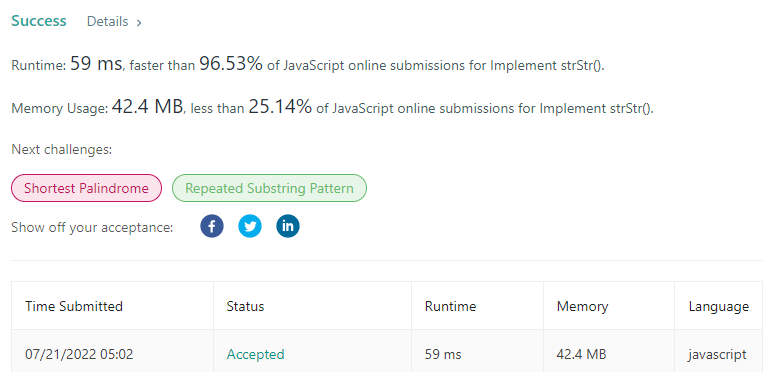 Success Details >
Runtime: 59 ms, faster than 96.53% of JavaScript online submissions for Implement strStr().
Memory Usage: 42.4 MB, less than 25.14% of JavaScript online submissions for Implement strStr().
Next challenges:
Shortest Palindrome Repeated Substring Pattern
Show off your acceptance: f in
Time Submitted Status Runtime Memory Language
07/21/2022 05:02 Accepted 59 ms 42.4 MB javascript